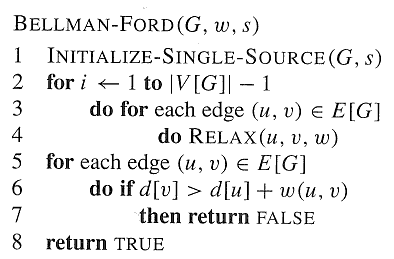 BELLMAN-FORD(G, w, s)
1 INITIALIZE-SINGLE-SOURCE(G, s)
2 for i ← 1 to |V[G]| − 1
3 do for each edge (u, v) ∈ E[G]
4 do RELAX(u, v, w)
5 for each edge (u, v) ∈ E[G]
6 do if d[v] > d[u] + w(u, v)
7 then return FALSE
8 return TRUE